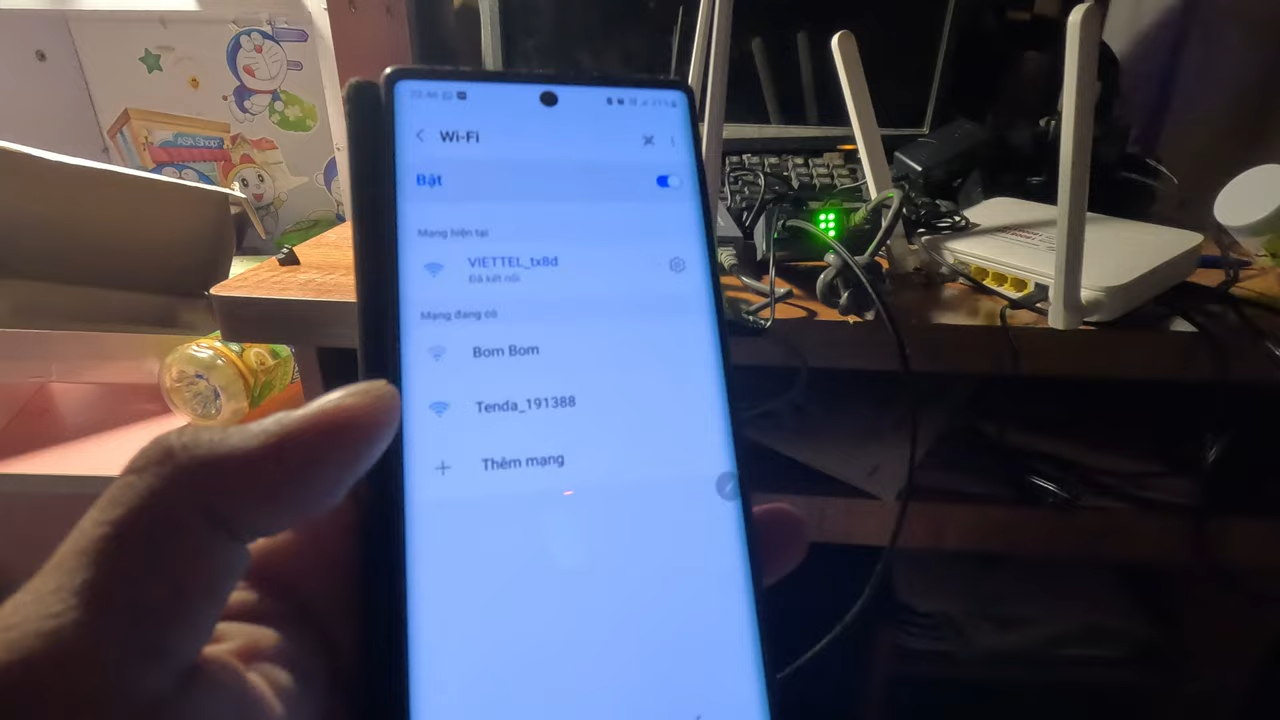 ASA Shop
Wi-Fi
Bật
Mạng hiện tại
VIETTEL_tx8d
Đã kết nối
Mạng đang có
Bom Bom
Tenda_191388
Thêm mạng